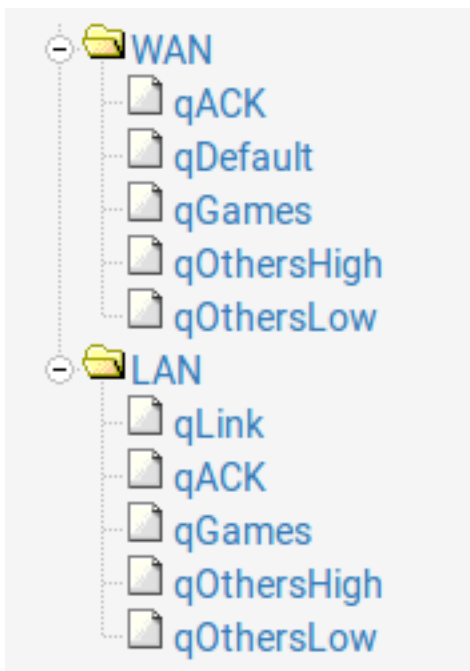 WAN
qACK
qDefault
qGames
qOthersHigh
qOthersLow
LAN
qLink
qACK
qGames
qOthersHigh
qOthersLow